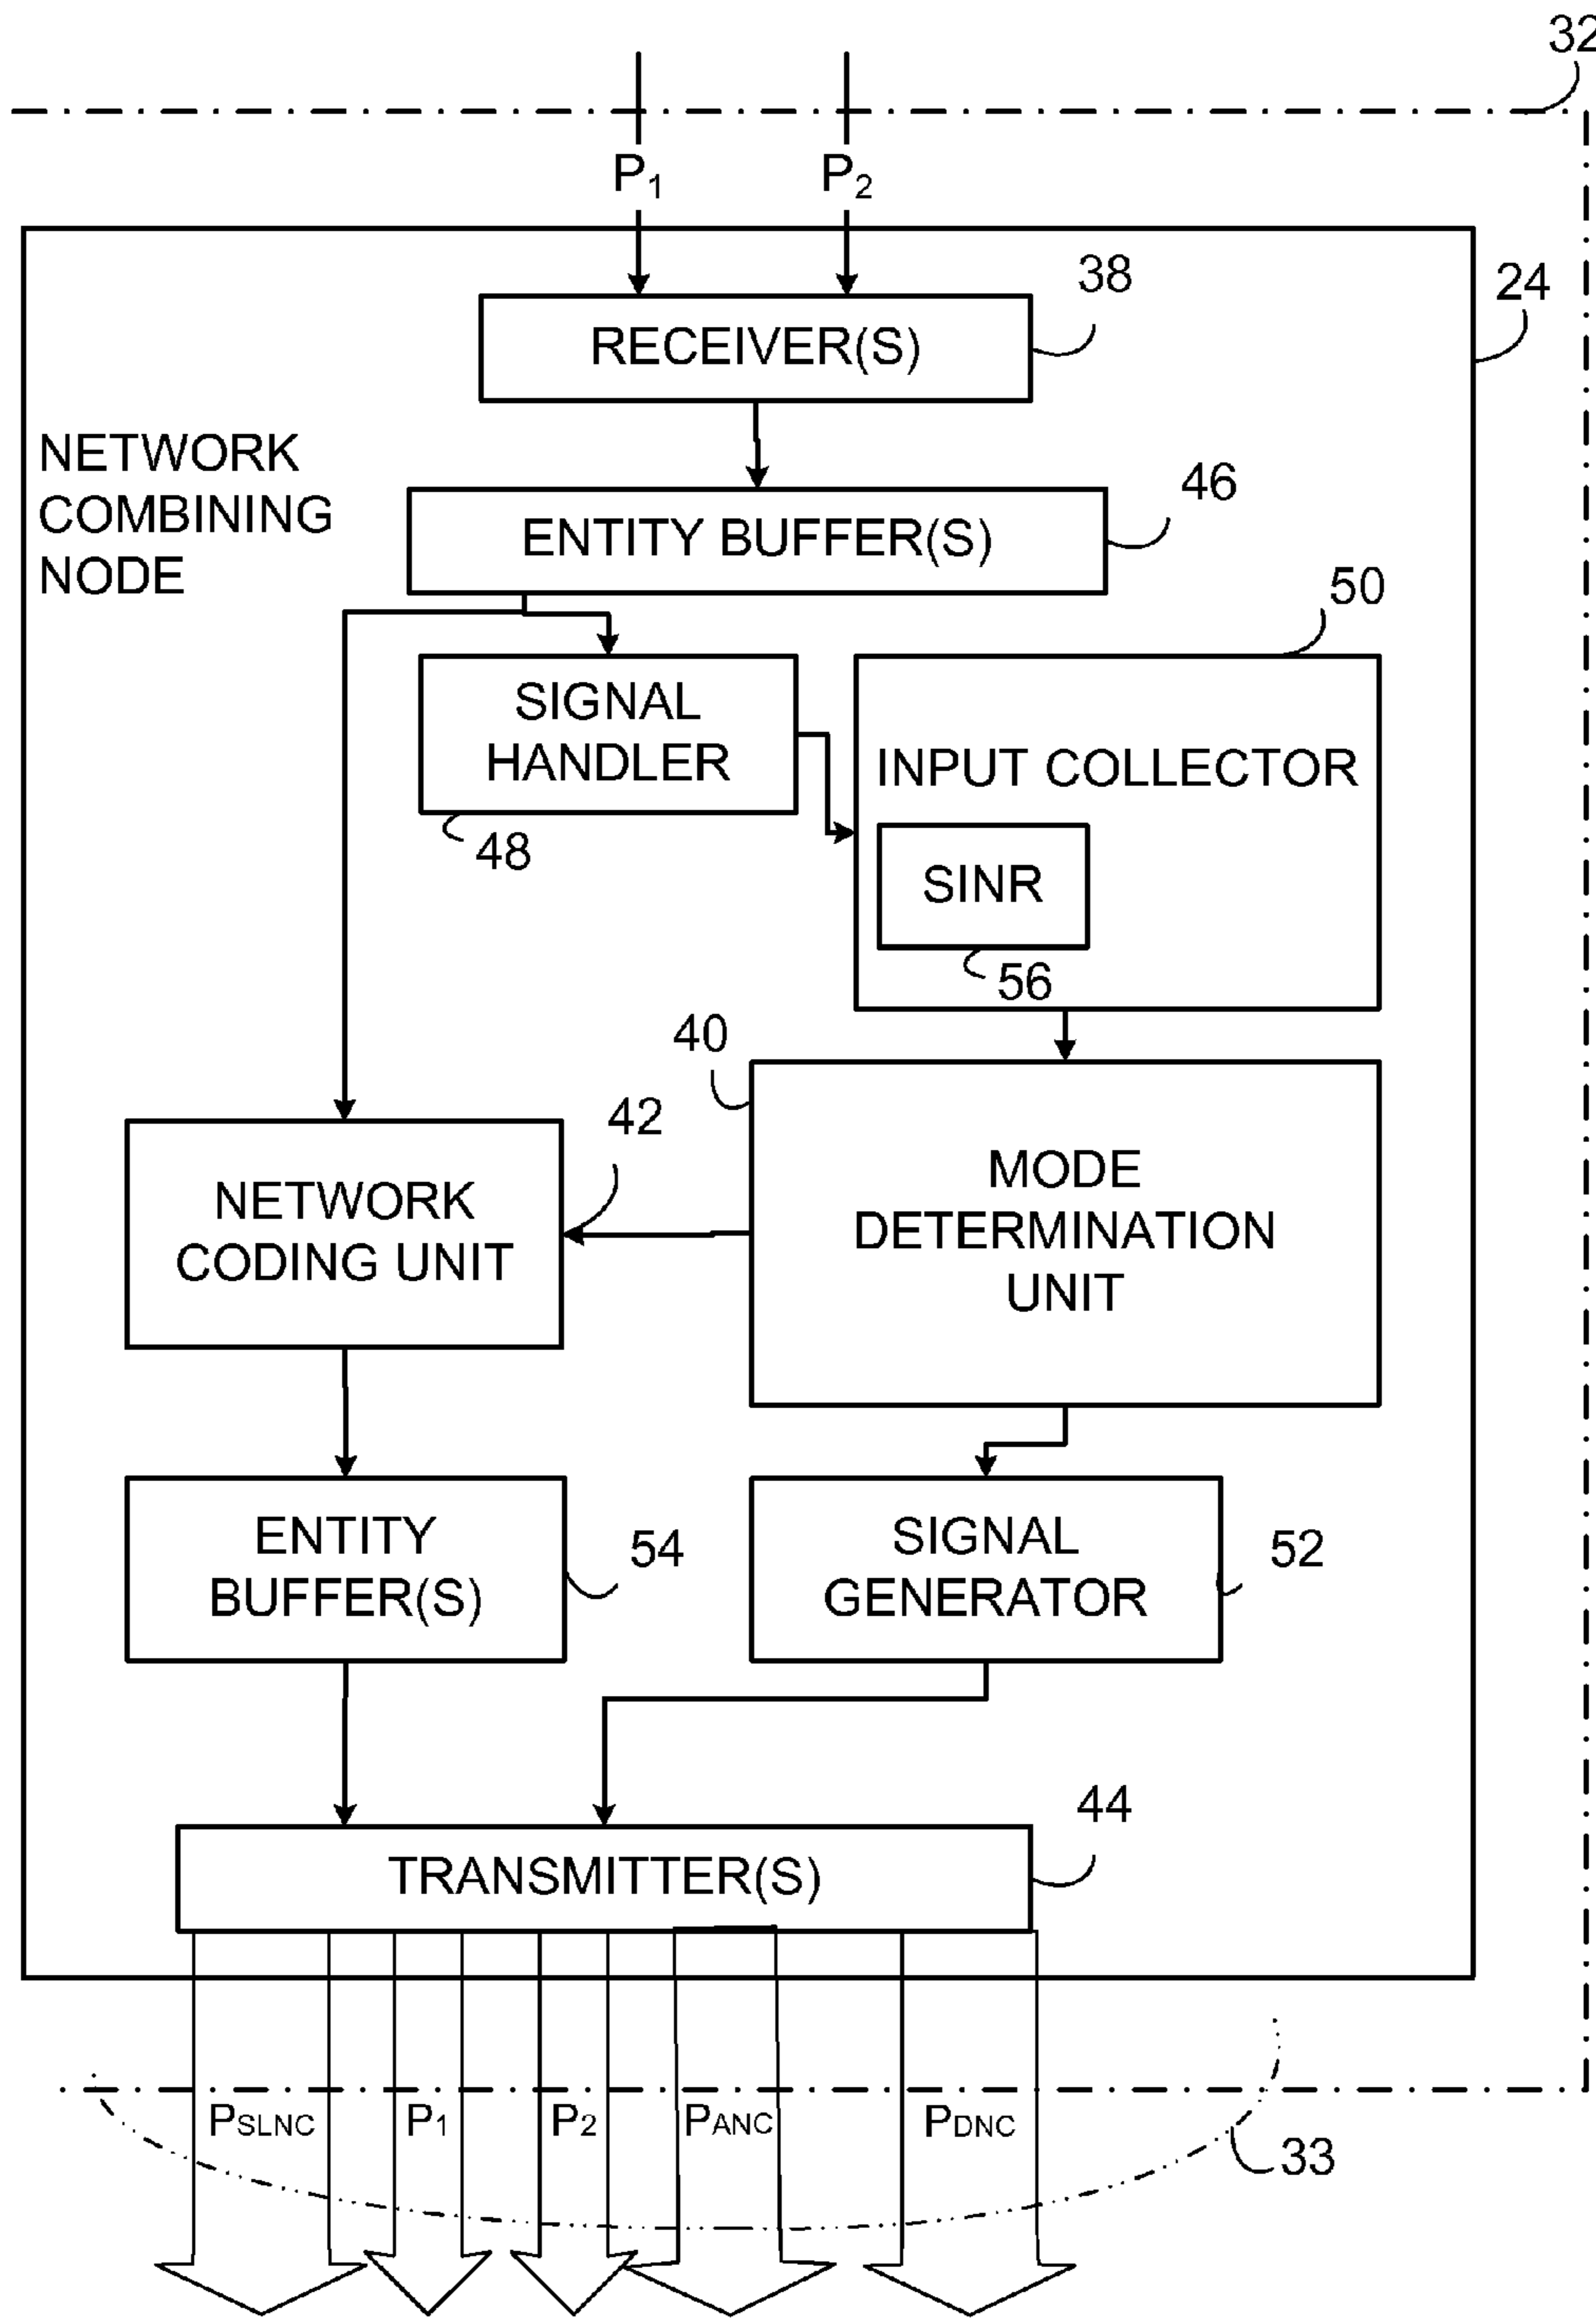 32
P1 P2
38
24
RECEIVER(S)
NETWORK
COMBINING
NODE
46
ENTITY BUFFER(S)
50
SIGNAL
HANDLER
48
INPUT COLLECTOR
SINR
56
40
42
MODE
DETERMINATION
UNIT
NETWORK
CODING UNIT
ENTITY
BUFFER(S)
54
SIGNAL
GENERATOR
52
44
TRANSMITTER(S)
PSLNC P1 P2 PANC PDNC
33